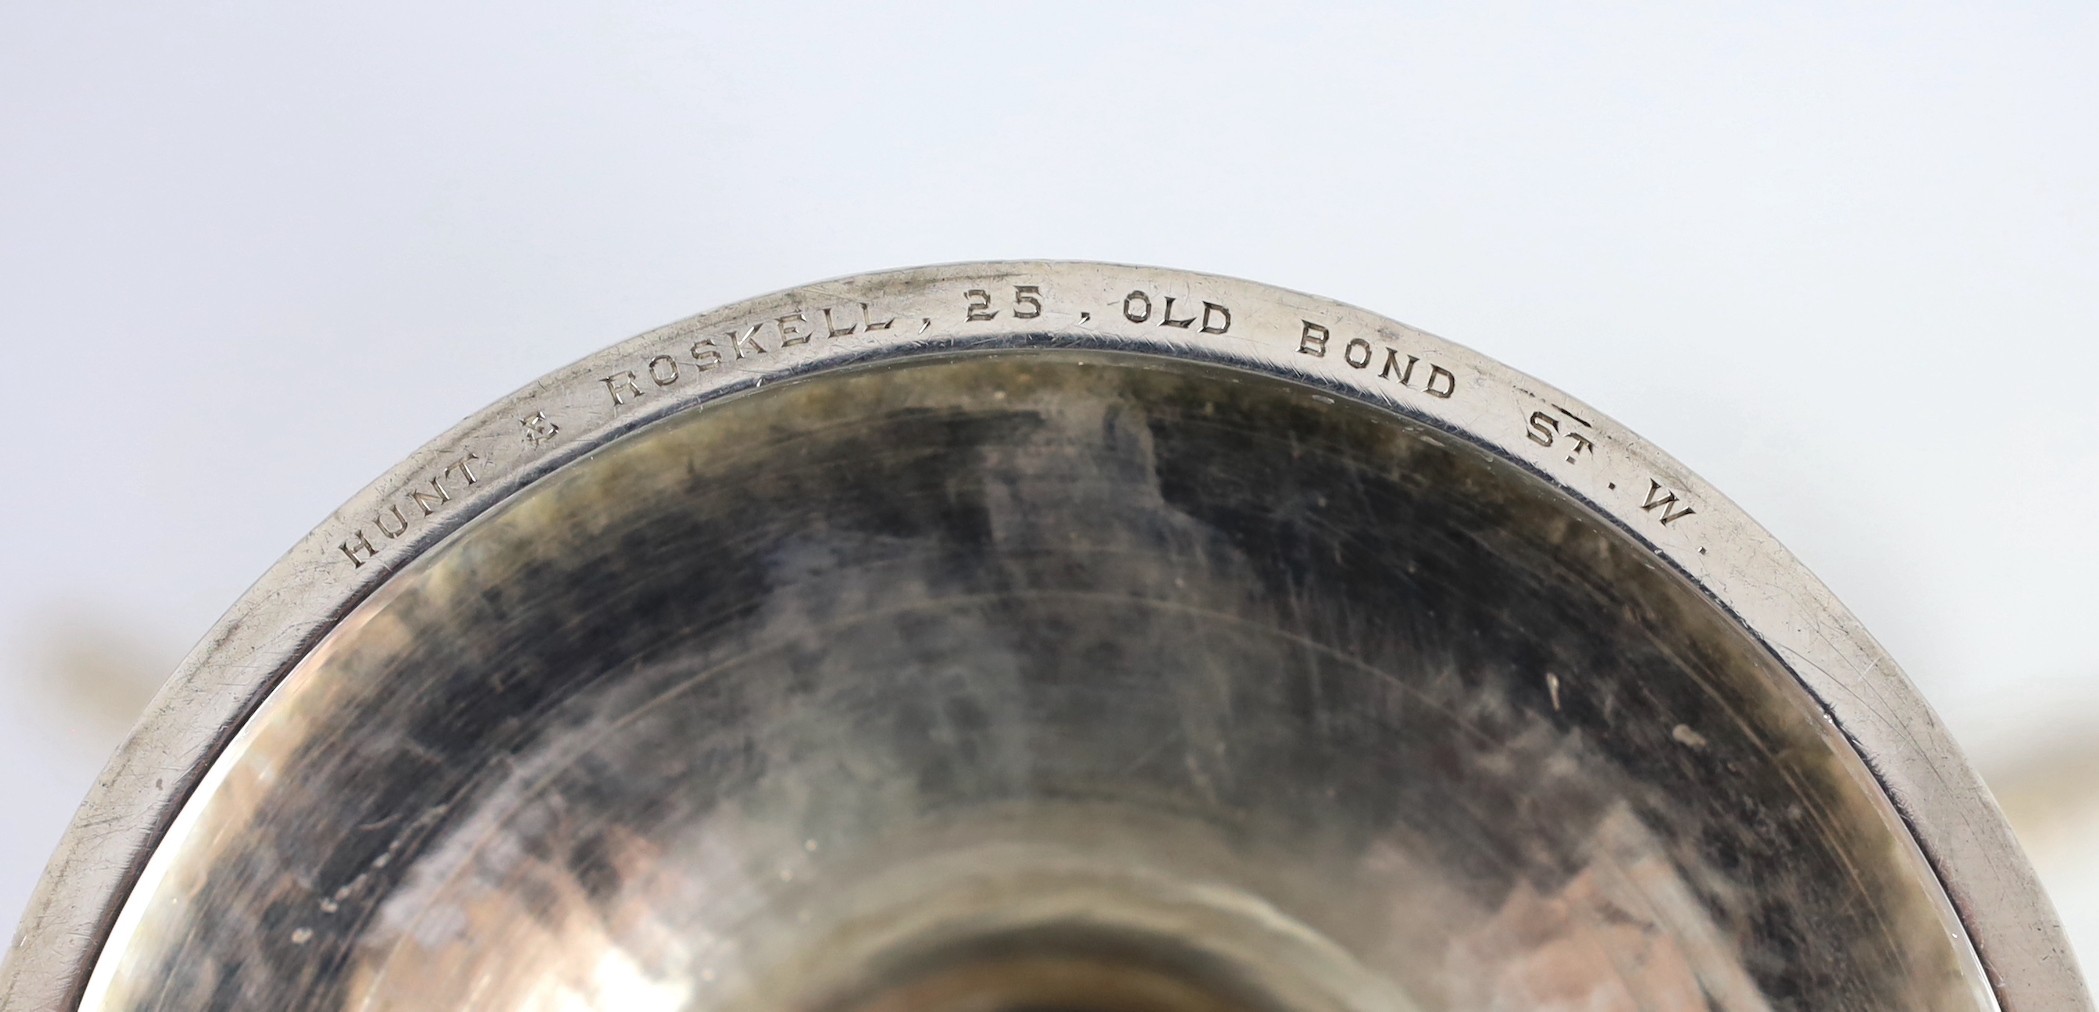 HUNT & ROSKELL, 25, OLD BOND ST. W.